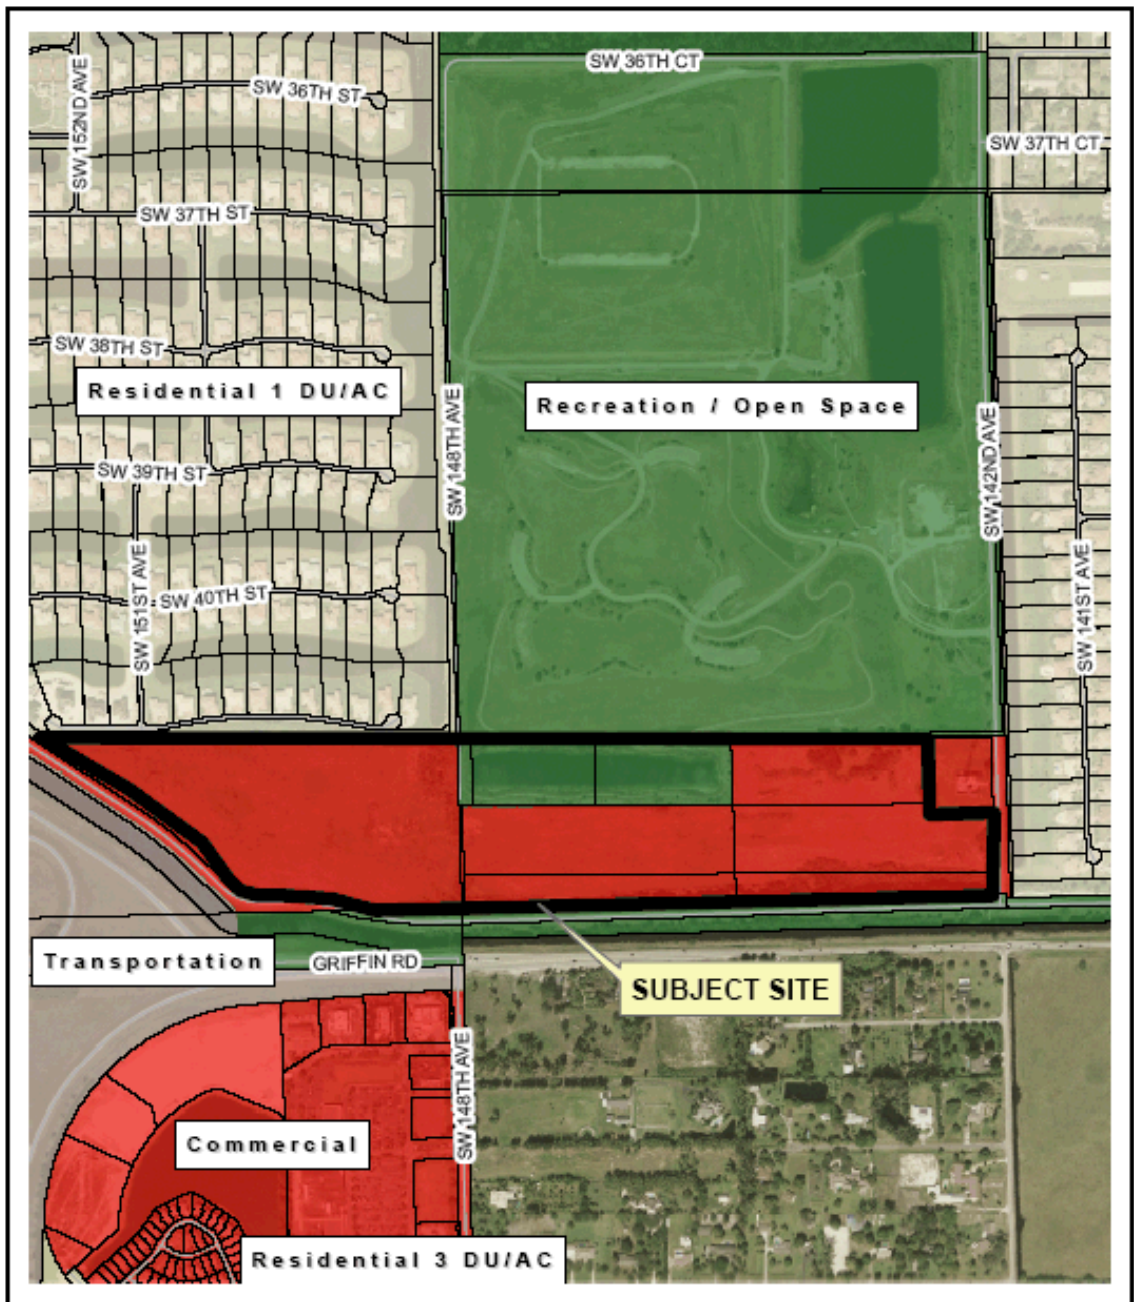 SW 36TH CT
SW 36TH ST
SW 152ND AVE
SW 37TH CT
SW 37TH ST
SW 38TH ST
Residential 1 DU/AC
Recreation / Open Space
SW 148TH AVE
SW 142ND AVE
SW 39TH ST
SW 151ST AVE
SW 40TH ST
SW 141ST AVE
Transportation
GRIFFIN RD
SUBJECT SITE
SW 148TH AVE
Commercial
Residential 3 DU/AC